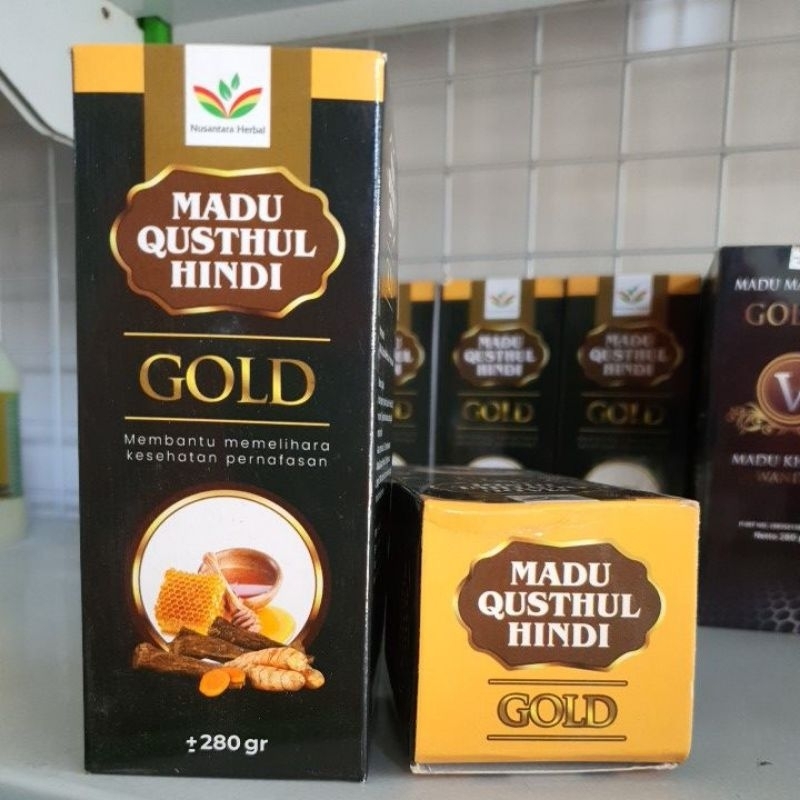 Nusantara Herbal
MADU
QUSTHUL
HINDI
GOLD
Membantu memelihara
kesehatan pernafasan
±280 gr
MADU
QUSTHUL
HINDI
GOLD
MADU
QUSTHUL
HINDI
GOLD
MADU
QUSTHUL
HINDI
GOLD
MADU